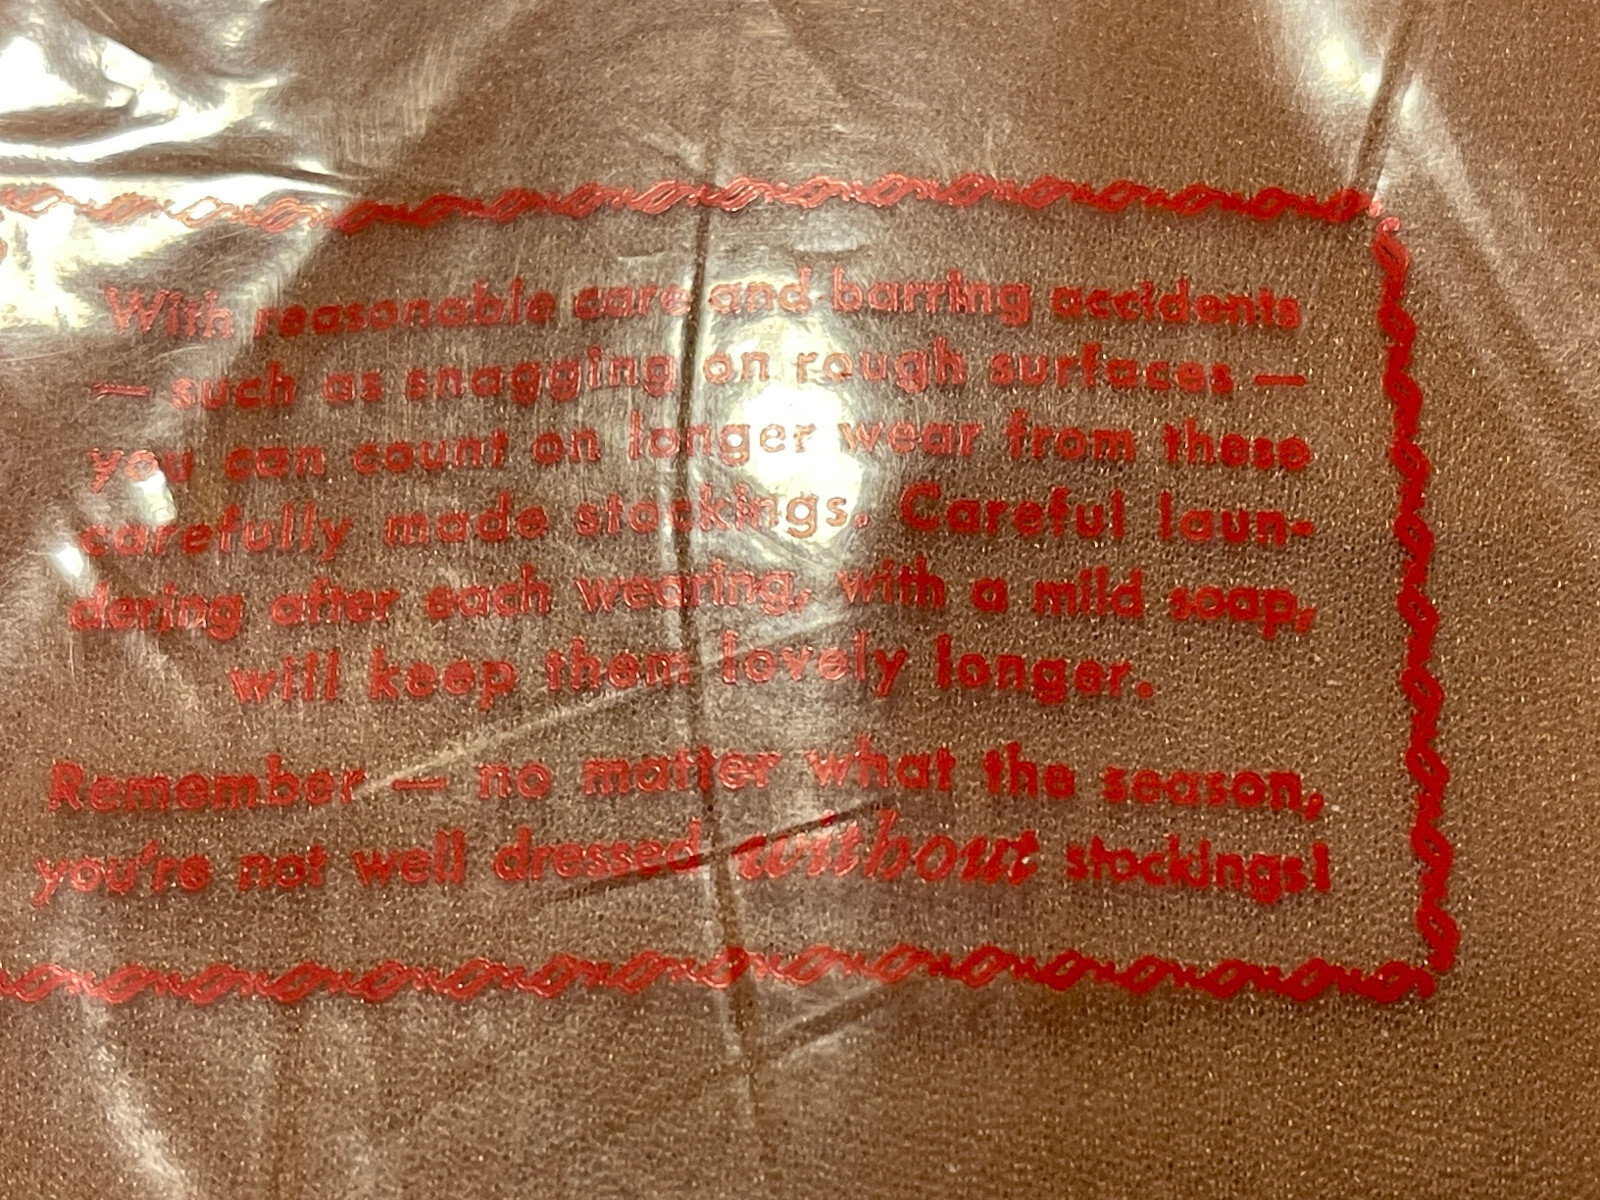 With reasonable care and barring accidents
— such as snagging on rough surfaces —
you can count on longer wear from these
carefully made stockings. Careful laun-
dering after each wearing, with a mild soap,
will keep them lovely longer.
Remember — no matter what the season,
you're not well dressed without stockings!